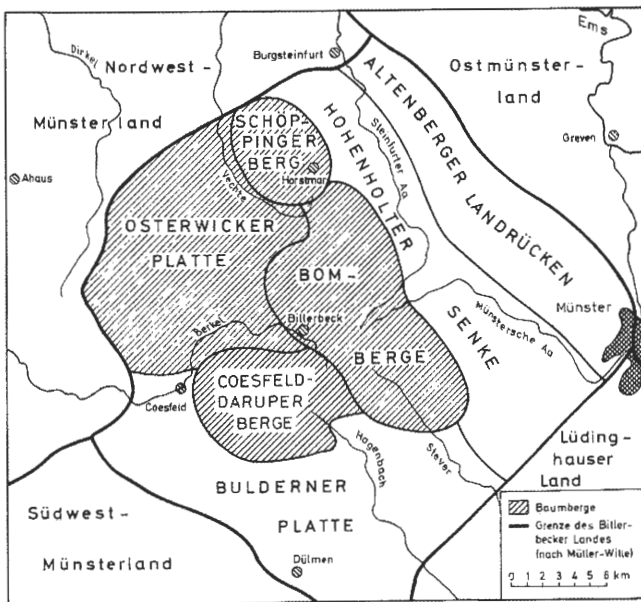 Ems
Dinkel
Nordwest-
Burgsteinfurt
Ostmünster-
land
Münsterland
ALTENBERGER LANDRÜCKEN
SCHÖP-
PINGER
BERG
HOHENHOLTER
Steinfurter Aa
Greven
Ahaus
Horstmar
Vechte
OSTERWICKER
PLATTE
BOM-
BERGE
SENKE
Münstersche Aa
Münster
Billerbeck
Berkel
Coesfeld
COESFELD-
DARUPER
BERGE
Hagenbach
Stever
Lüding-
hauser
Land
BULDERNER
PLATTE
Südwest-
Münsterland
Dülmen
Baumberge
Grenze des Biller-
becker Landes
(nach Müller-Wille)
0 1 2 3 4 5 6 km